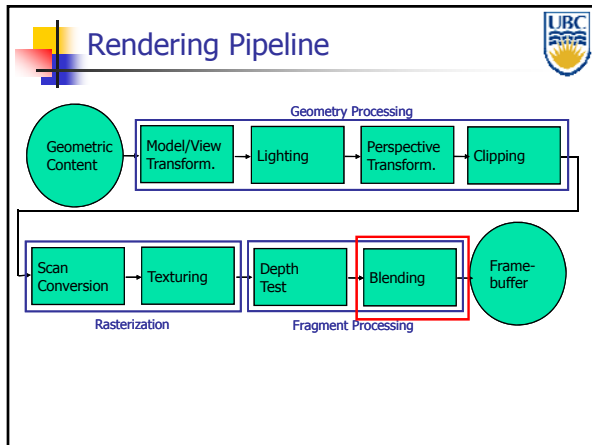 Rendering Pipeline
UBC
Geometry Processing
Geometric
Content
Model/View
Transform.
Lighting
Perspective
Transform.
Clipping
Scan
Conversion
Texturing
Depth
Test
Blending
Frame-
buffer
Rasterization
Fragment Processing